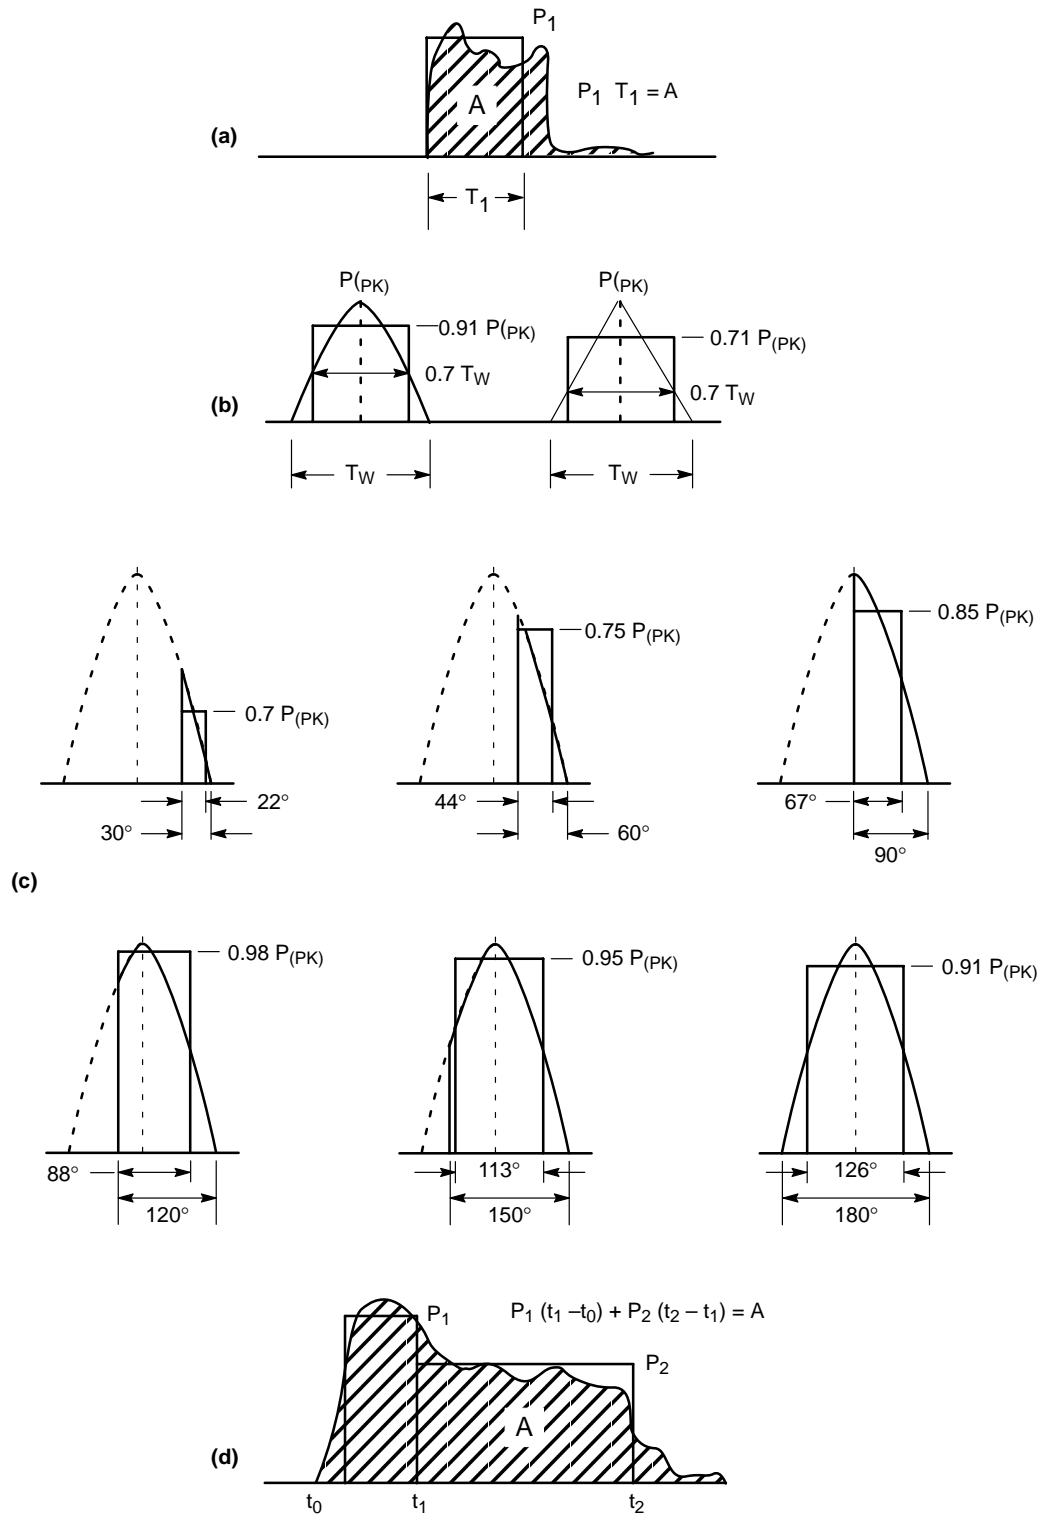 P1
A
P1 T1 = A
(a)
T1
P(PK)
P(PK)
0.91 P(PK)
0.71 P(PK)
0.7 TW
0.7 TW
(b)
TW
TW
0.7 P(PK)
0.75 P(PK)
0.85 P(PK)
22°
44°
67°
30°
60°
90°
(c)
0.98 P(PK)
0.95 P(PK)
0.91 P(PK)
88°
113°
126°
120°
150°
180°
P1
P1 (t1 –t0) + P2 (t2 – t1) = A
P2
A
(d)
t0
t1
t2